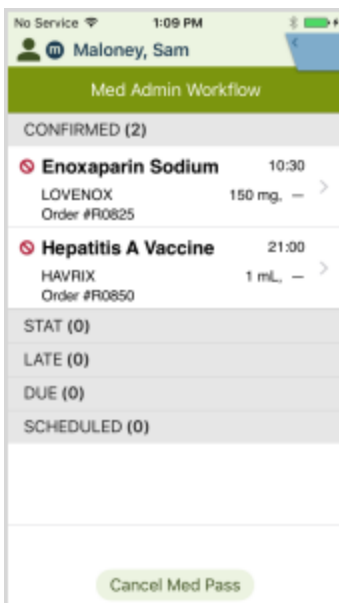 No Service 1:09 PM
m Maloney, Sam
Med Admin Workflow
CONFIRMED (2)
Enoxaparin Sodium 10:30
LOVENOX 150 mg, —
Order #R0825
Hepatitis A Vaccine 21:00
HAVRIX 1 mL, —
Order #R0850
STAT (0)
LATE (0)
DUE (0)
SCHEDULED (0)
Cancel Med Pass